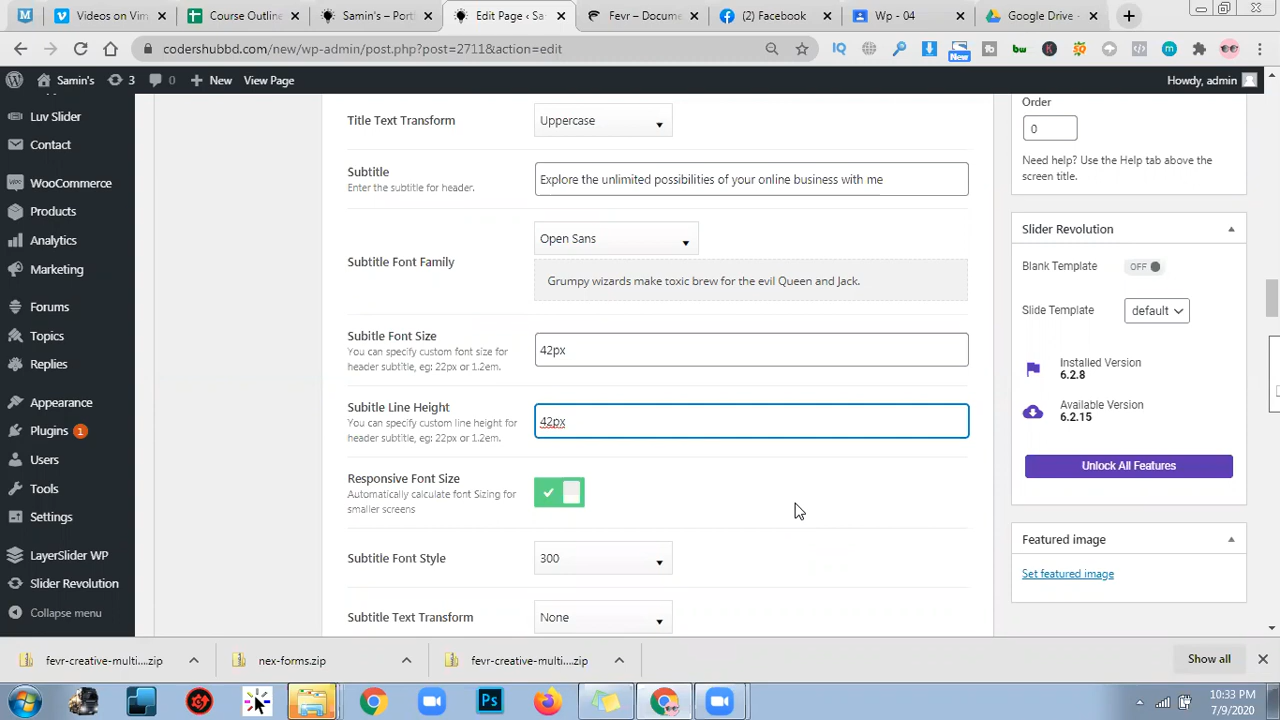 Videos on Vim
Course Outline
Samin's – Portf
Edit Page ‹ Sa
Fevr – Docume
(2) Facebook
Wp - 04
Google Drive -
codershubbd.com/new/wp-admin/post.php?post=2711&action=edit
New
Samin's
3
0
New
View Page
Howdy, admin
Luv Slider
Contact
WooCommerce
Products
Analytics
Marketing
Forums
Topics
Replies
Appearance
Plugins 1
Users
Tools
Settings
LayerSlider WP
Slider Revolution
Collapse menu
Title Text Transform
Uppercase
Subtitle
Enter the subtitle for header.
Explore the unlimited possibilities of your online business with me
Subtitle Font Family
Open Sans
Grumpy wizards make toxic brew for the evil Queen and Jack.
Subitle Font Size
You can specify custom font size for
header subtitle, eg: 22px or 1.2em.
42px
Subitle Line Height
You can specify custom line height for
header subtitle, eg: 22px or 1.2em.
42px
Responsive Font Size
Automatically calculate font Sizing for
smaller screens
Subtitle Font Style
300
Subtitle Text Transform
None
Order
0
Need help? Use the Help tab above the
screen title.
Slider Revolution
Blank Template
OFF
Slide Template
default
Installed Version
6.2.8
Available Version
6.2.15
Unlock All Features
Featured image
Set featured image
fevr-creative-multi....zip
nex-forms.zip
fevr-creative-multi....zip
Show all
10:33 PM
7/9/2020